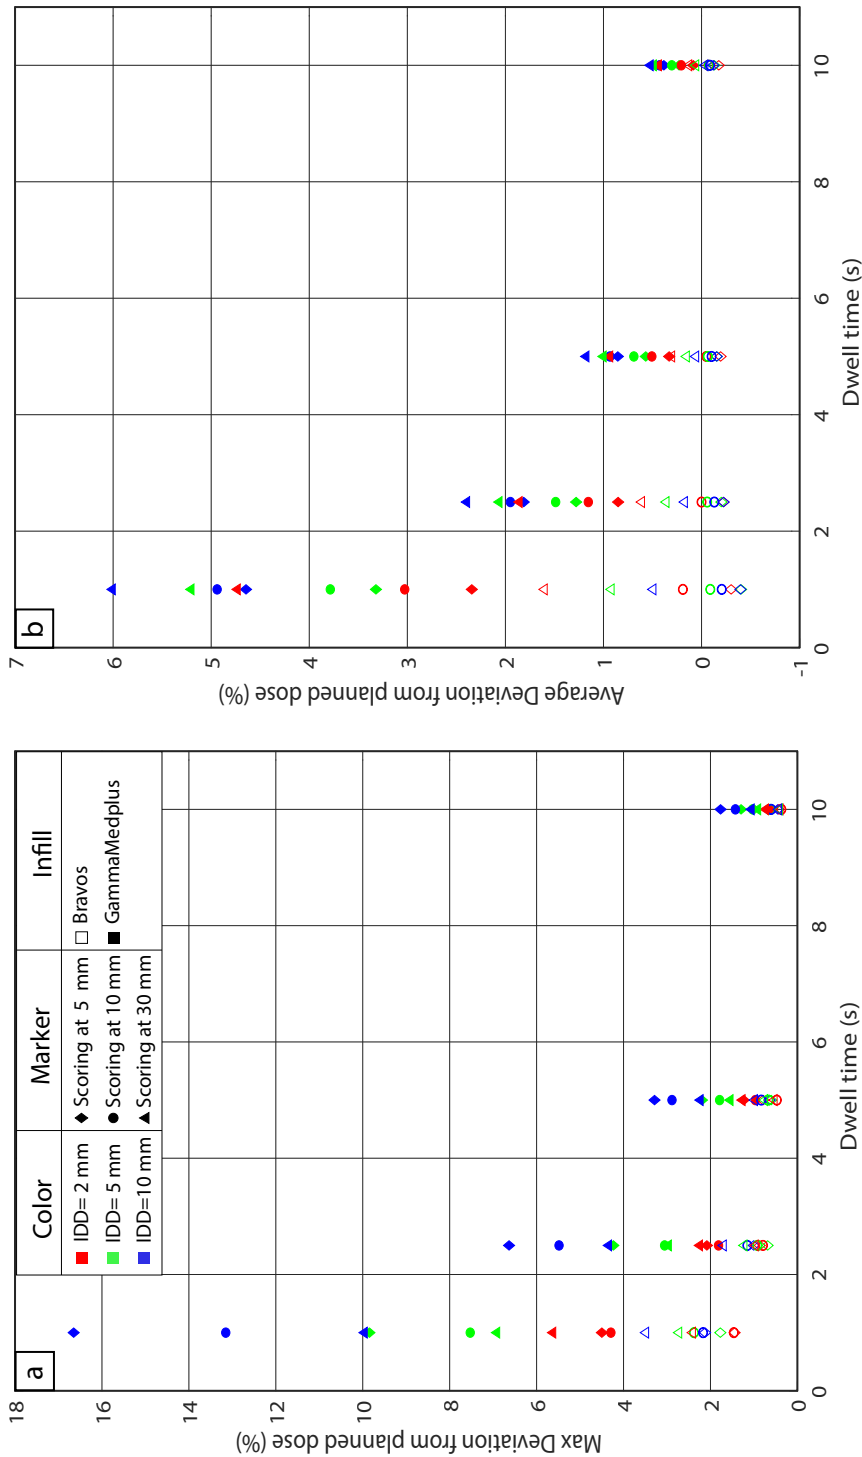 a
Color
Marker
Infill
IDD= 2 mm
Scoring at 5 mm
Bravos
IDD= 5 mm
Scoring at 10 mm
GammaMedplus
IDD=10 mm
Scoring at 30 mm
Max Deviation from planned dose (%)
18
16
14
12
10
8
6
4
2
0
0
2
4
6
8
10
Dwell time (s)
b
Average Deviation from planned dose (%)
7
6
5
4
3
2
1
0
-1
0
2
4
6
8
10
Dwell time (s)